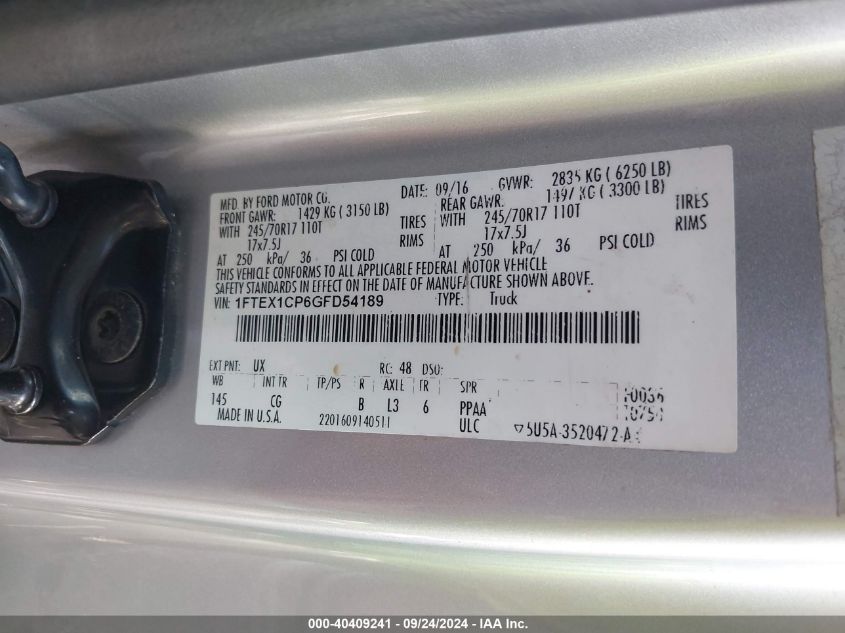 MFD. BY FORD MOTOR CO. DATE: 09/16 GVWR: 2835 KG ( 6250 LB)
FRONT GAWR: 1429 KG ( 3150 LB) REAR GAWR: 1497 KG ( 3300 LB)
WITH 245/70R17 110T TIRES WITH 245/70R17 110T TIRES
17x7.5J RIMS 17x7.5J RIMS
AT 250 kPa/ 36 PSI COLD AT 250 kPa/ 36 PSI COLD
THIS VEHICLE CONFORMS TO ALL APPLICABLE FEDERAL MOTOR VEHICLE
SAFETY STANDARDS IN EFFECT ON THE DATE OF MANUFACTURE SHOWN ABOVE.
VIN: 1FTEX1CP6GFD54189 TYPE: Truck
EXT PNT: UX RC: 48 DSO:
WB INT TR TP/PS R AXLE TR SPR
145 CG B L3 6 PPAA
MADE IN U.S.A. 2201609140511 ULC ▽5U5A-3520472-A
000-40409241 - 09/24/2024 - IAA Inc.